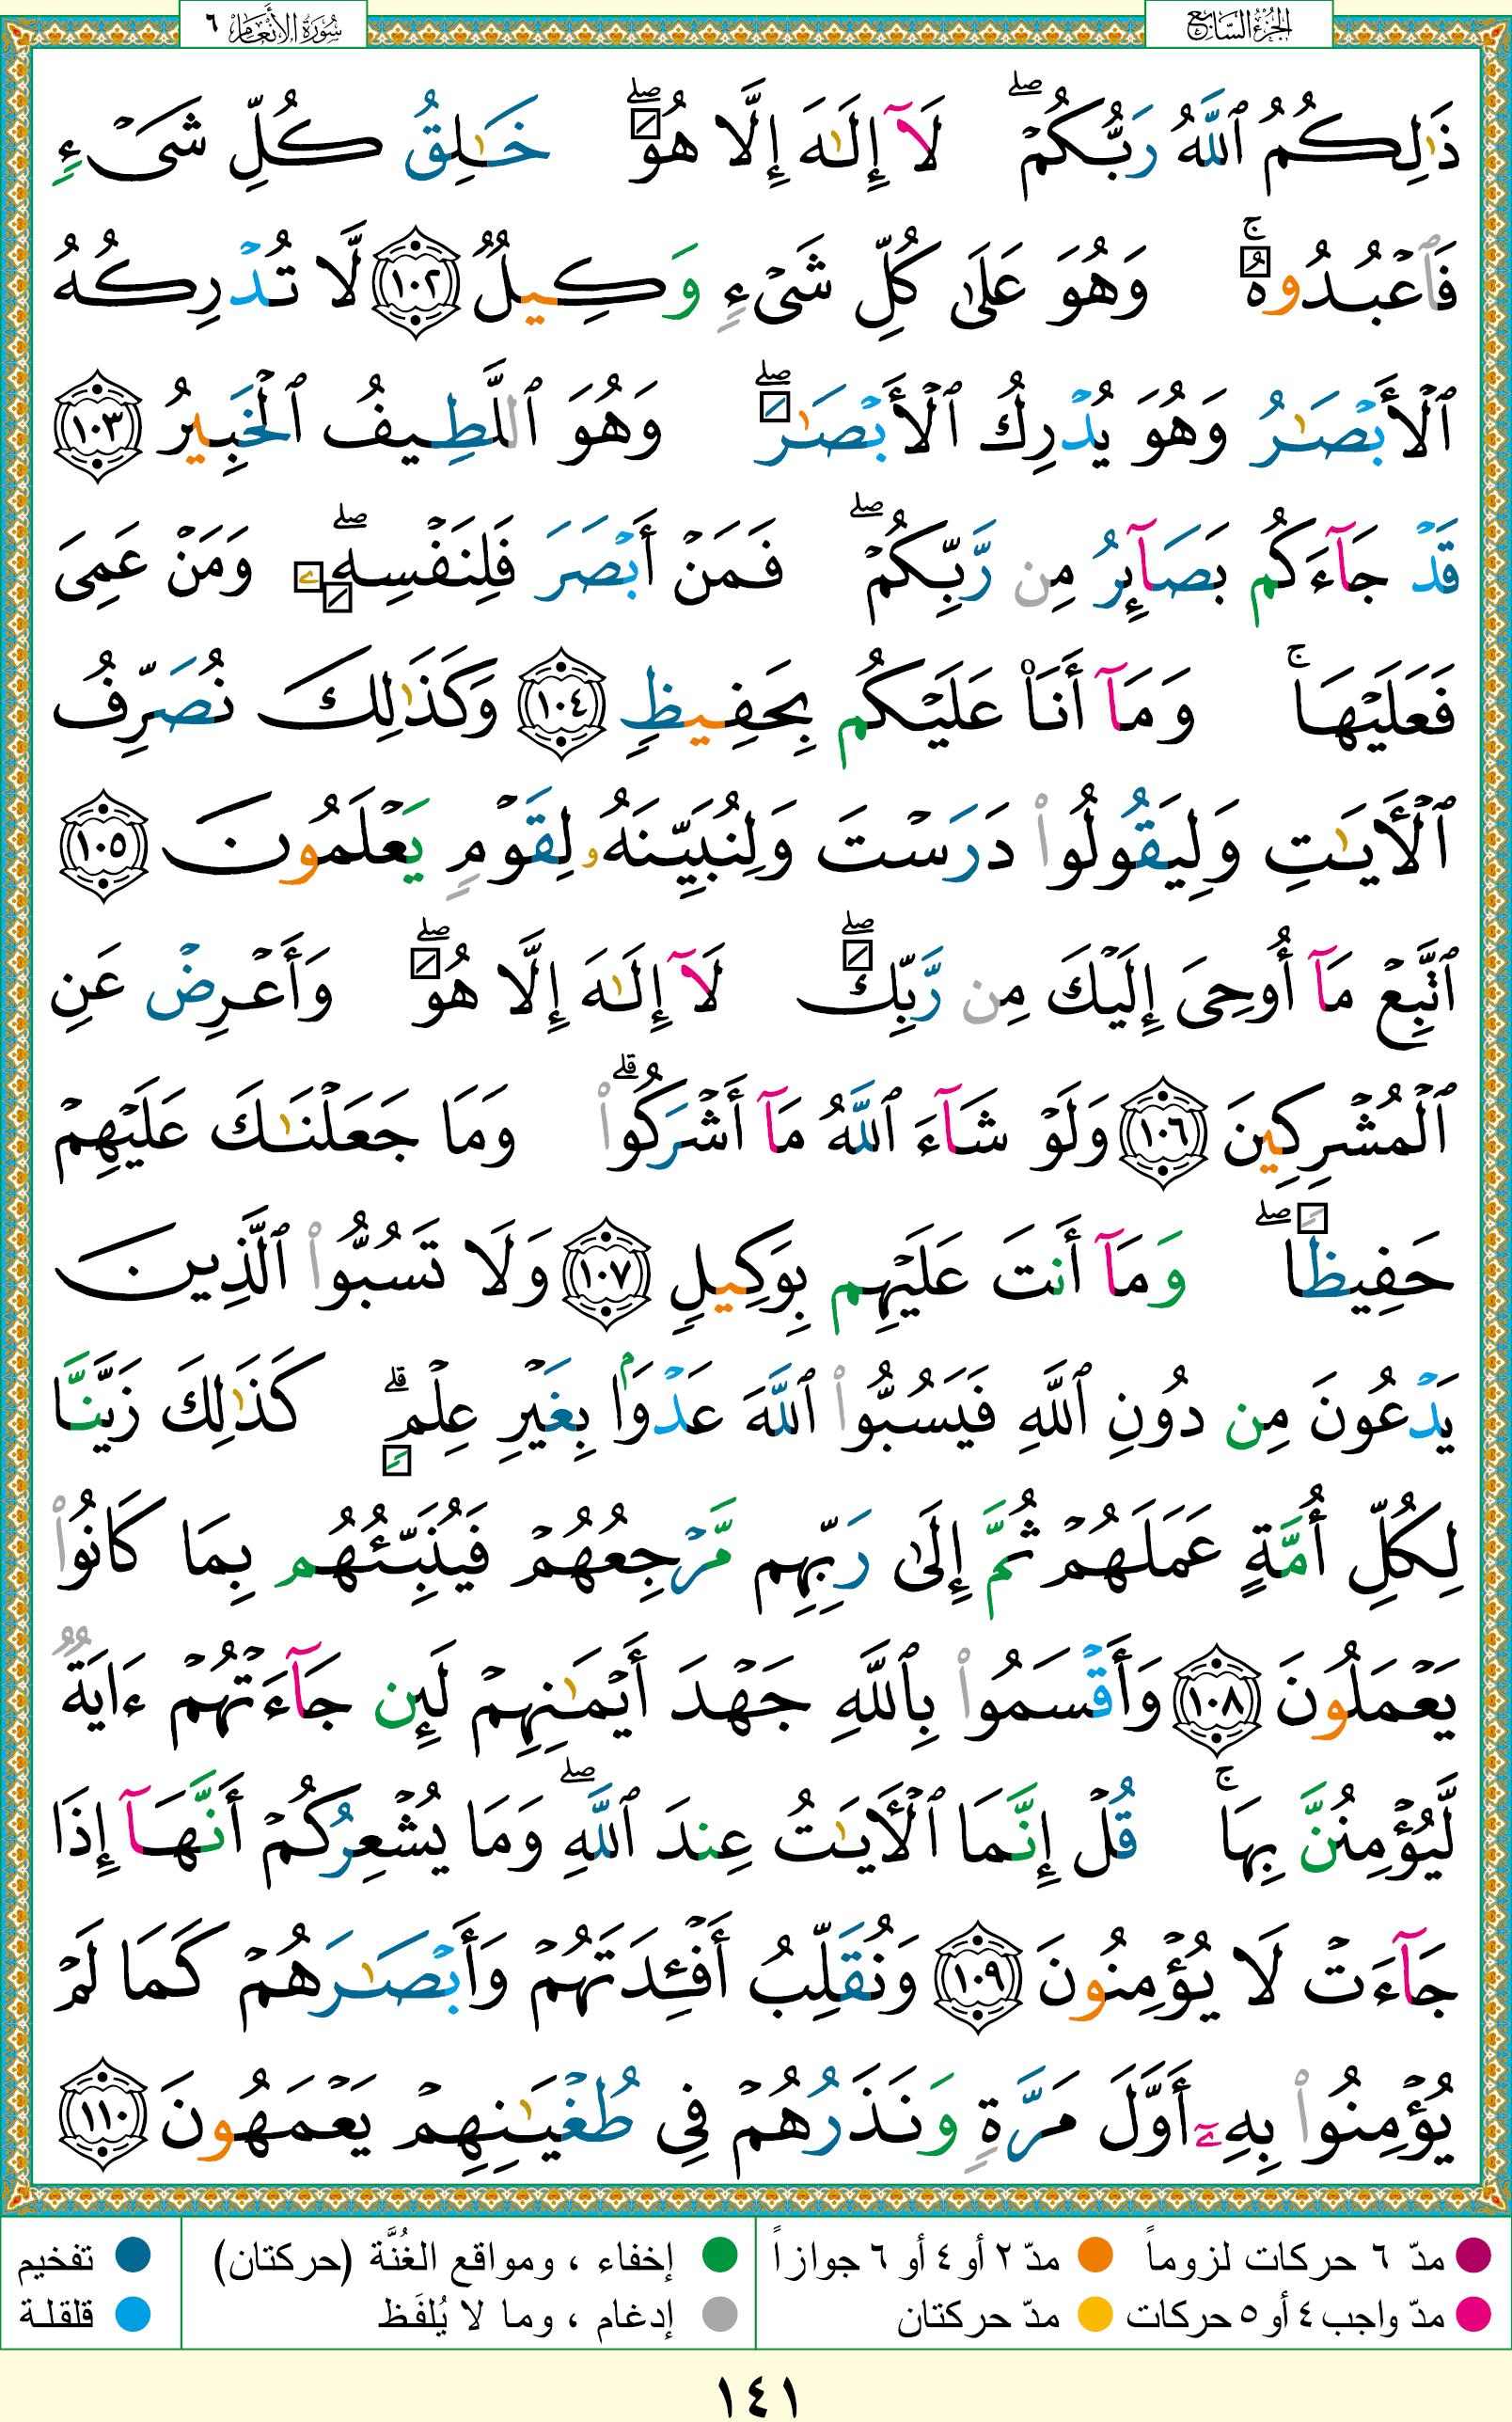 الجزء السابع
سورة الأنعام ٦
ذَٰلِكُمُ ٱللَّهُ رَبُّكُمْ ۖ لَآ إِلَـٰهَ إِلَّا هُوَ ۖ خَـٰلِقُ كُلِّ شَىْءٍ
فَٱعْبُدُوهُ ۚ وَهُوَ عَلَىٰ كُلِّ شَىْءٍ وَكِيلٌ ١٠٢ لَّا تُدْرِكُهُ
ٱلْأَبْصَـٰرُ وَهُوَ يُدْرِكُ ٱلْأَبْصَـٰرَ ۖ وَهُوَ ٱللَّطِيفُ ٱلْخَبِيرُ ١٠٣
قَدْ جَآءَكُم بَصَآئِرُ مِن رَّبِّكُمْ ۖ فَمَنْ أَبْصَرَ فَلِنَفْسِهِۦ ۖ وَمَنْ عَمِىَ
فَعَلَيْهَا ۚ وَمَآ أَنَا۠ عَلَيْكُم بِحَفِيظٍ ١٠٤ وَكَذَٰلِكَ نُصَرِّفُ
ٱلْـَٔايَـٰتِ وَلِيَقُولُوا۟ دَرَسْتَ وَلِنُبَيِّنَهُۥ لِقَوْمٍ يَعْلَمُونَ ١٠٥
ٱتَّبِعْ مَآ أُوحِىَ إِلَيْكَ مِن رَّبِّكَ ۖ لَآ إِلَـٰهَ إِلَّا هُوَ ۖ وَأَعْرِضْ عَنِ
ٱلْمُشْرِكِينَ ١٠٦ وَلَوْ شَآءَ ٱللَّهُ مَآ أَشْرَكُوا۟ ۗ وَمَا جَعَلْنَـٰكَ عَلَيْهِمْ
حَفِيظًا ۖ وَمَآ أَنتَ عَلَيْهِم بِوَكِيلٍ ١٠٧ وَلَا تَسُبُّوا۟ ٱلَّذِينَ
يَدْعُونَ مِن دُونِ ٱللَّهِ فَيَسُبُّوا۟ ٱللَّهَ عَدْوًۢا بِغَيْرِ عِلْمٍ ۗ كَذَٰلِكَ زَيَّنَّا
لِكُلِّ أُمَّةٍ عَمَلَهُمْ ثُمَّ إِلَىٰ رَبِّهِم مَّرْجِعُهُمْ فَيُنَبِّئُهُم بِمَا كَانُوا۟
يَعْمَلُونَ ١٠٨ وَأَقْسَمُوا۟ بِٱللَّهِ جَهْدَ أَيْمَـٰنِهِمْ لَئِن جَآءَتْهُمْ ءَايَةٌ
لَّيُؤْمِنُنَّ بِهَا ۚ قُلْ إِنَّمَا ٱلْـَٔايَـٰتُ عِندَ ٱللَّهِ ۖ وَمَا يُشْعِرُكُمْ أَنَّهَآ إِذَا
جَآءَتْ لَا يُؤْمِنُونَ ١٠٩ وَنُقَلِّبُ أَفْـِٔدَتَهُمْ وَأَبْصَـٰرَهُمْ كَمَا لَمْ
يُؤْمِنُوا۟ بِهِۦٓ أَوَّلَ مَرَّةٍ وَنَذَرُهُمْ فِى طُغْيَـٰنِهِمْ يَعْمَهُونَ ١١٠
مدّ ٦ حركات لزوماً مدّ ٢ أو ٤ أو ٦ جوازاً إخفاء ، ومواقع الغُنَّة (حركتان) تفخيم
مدّ واجب ٤ أو ٥ حركات مدّ حركتان إدغام ، وما لا يُلفَظ قلقلة
١٤١